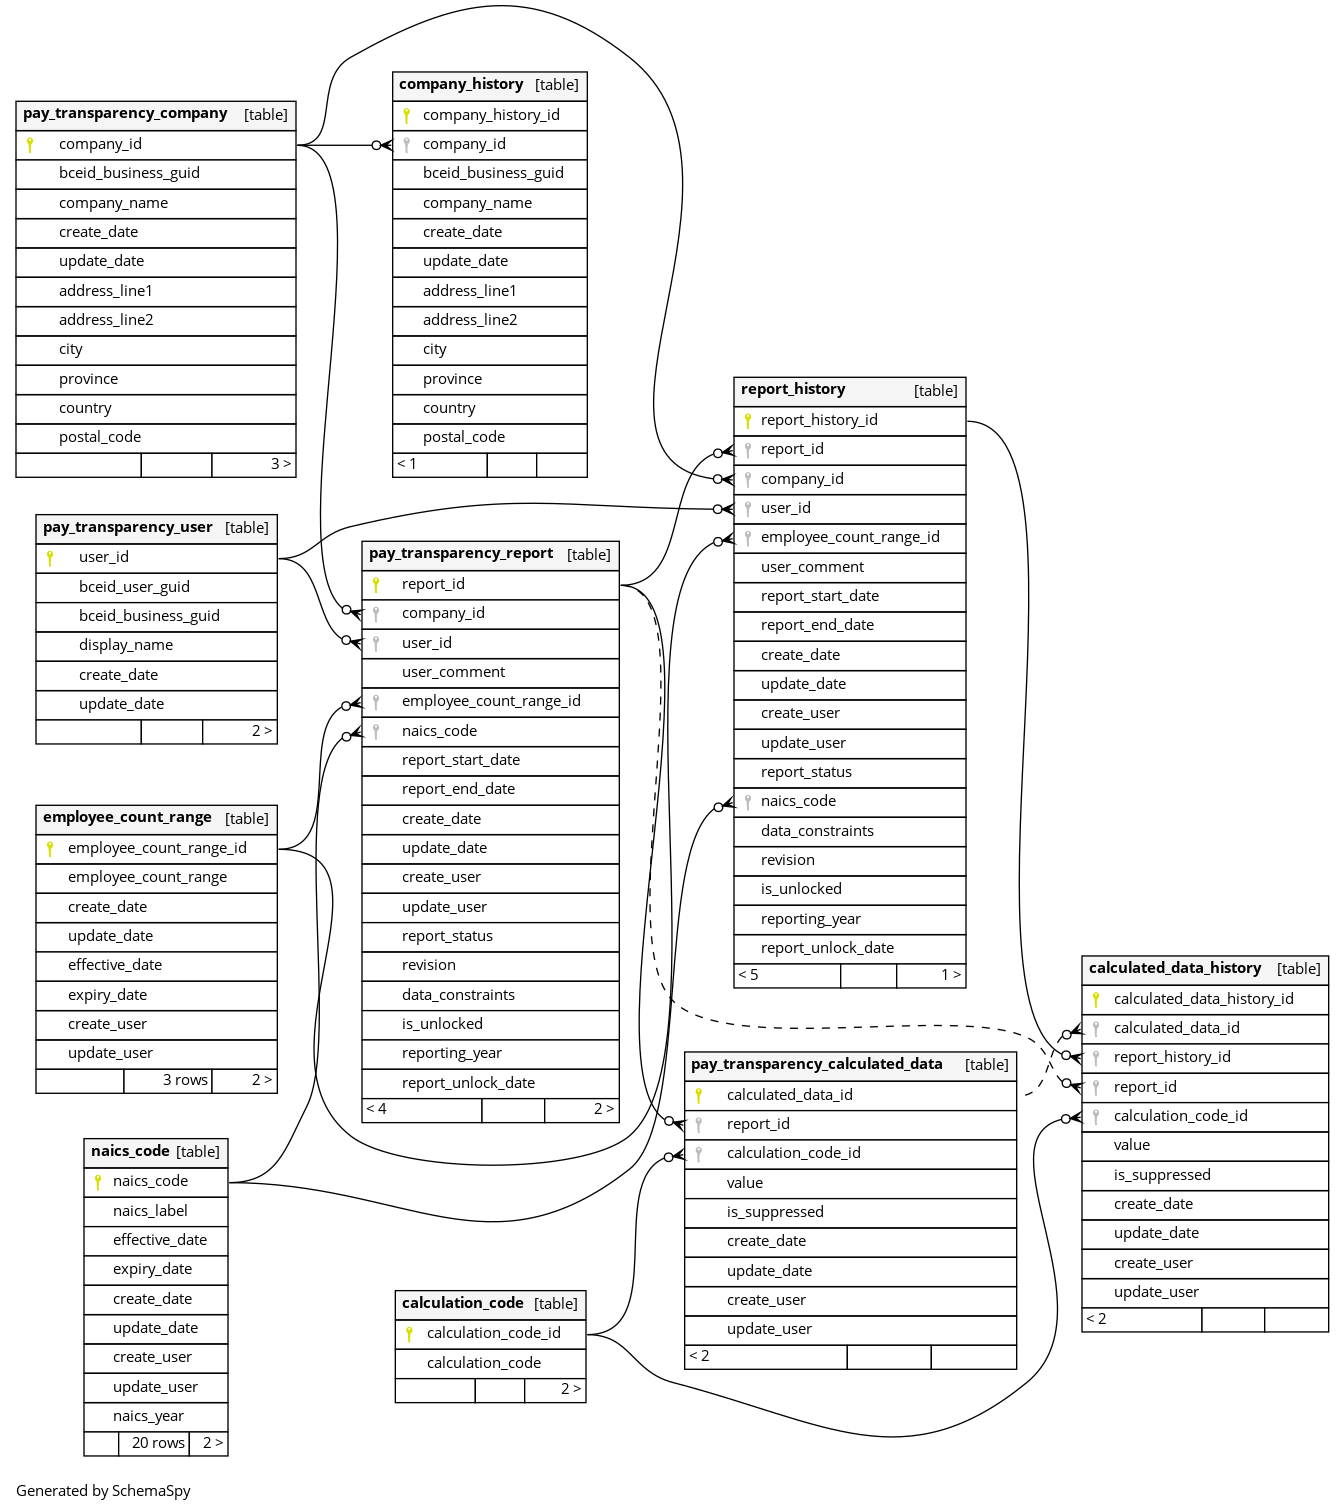 pay_transparency_company [table]
company_id
bceid_business_guid
company_name
create_date
update_date
address_line1
address_line2
city
province
country
postal_code
3 >
company_history [table]
company_history_id
company_id
bceid_business_guid
company_name
create_date
update_date
address_line1
address_line2
city
province
country
postal_code
< 1
pay_transparency_user [table]
user_id
bceid_user_guid
bceid_business_guid
display_name
create_date
update_date
2 >
pay_transparency_report [table]
report_id
company_id
user_id
user_comment
employee_count_range_id
naics_code
report_start_date
report_end_date
create_date
update_date
create_user
update_user
report_status
revision
data_constraints
is_unlocked
reporting_year
report_unlock_date
< 4 2 >
report_history [table]
report_history_id
report_id
company_id
user_id
employee_count_range_id
user_comment
report_start_date
report_end_date
create_date
update_date
create_user
update_user
report_status
naics_code
data_constraints
revision
is_unlocked
reporting_year
report_unlock_date
< 5 1 >
employee_count_range [table]
employee_count_range_id
employee_count_range
create_date
update_date
effective_date
expiry_date
create_user
update_user
3 rows 2 >
calculated_data_history [table]
calculated_data_history_id
calculated_data_id
report_history_id
report_id
calculation_code_id
value
is_suppressed
create_date
update_date
create_user
update_user
< 2
pay_transparency_calculated_data [table]
calculated_data_id
report_id
calculation_code_id
value
is_suppressed
create_date
update_date
create_user
update_user
< 2
naics_code [table]
naics_code
naics_label
effective_date
expiry_date
create_date
update_date
create_user
update_user
naics_year
20 rows 2 >
calculation_code [table]
calculation_code_id
calculation_code
2 >
Generated by SchemaSpy